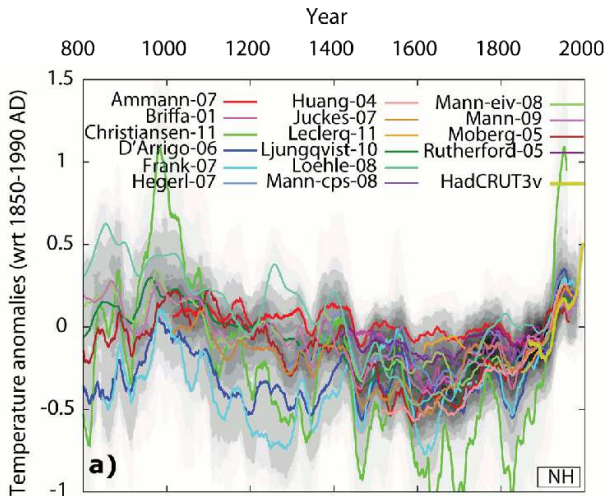 Year
800 1000 1200 1400 1600 1800 2000
Temperature anomalies (wrt 1850-1990 AD)
1.5
1
0.5
0
-0.5
-1
Ammann-07
Briffa-01
Christiansen-11
D'Arrigo-06
Frank-07
Hegerl-07
Huang-04
Juckes-07
Leclerq-11
Ljungqvist-10
Loehle-08
Mann-cps-08
Mann-eiv-08
Mann-09
Moberg-05
Rutherford-05
HadCRUT3v
a)
NH